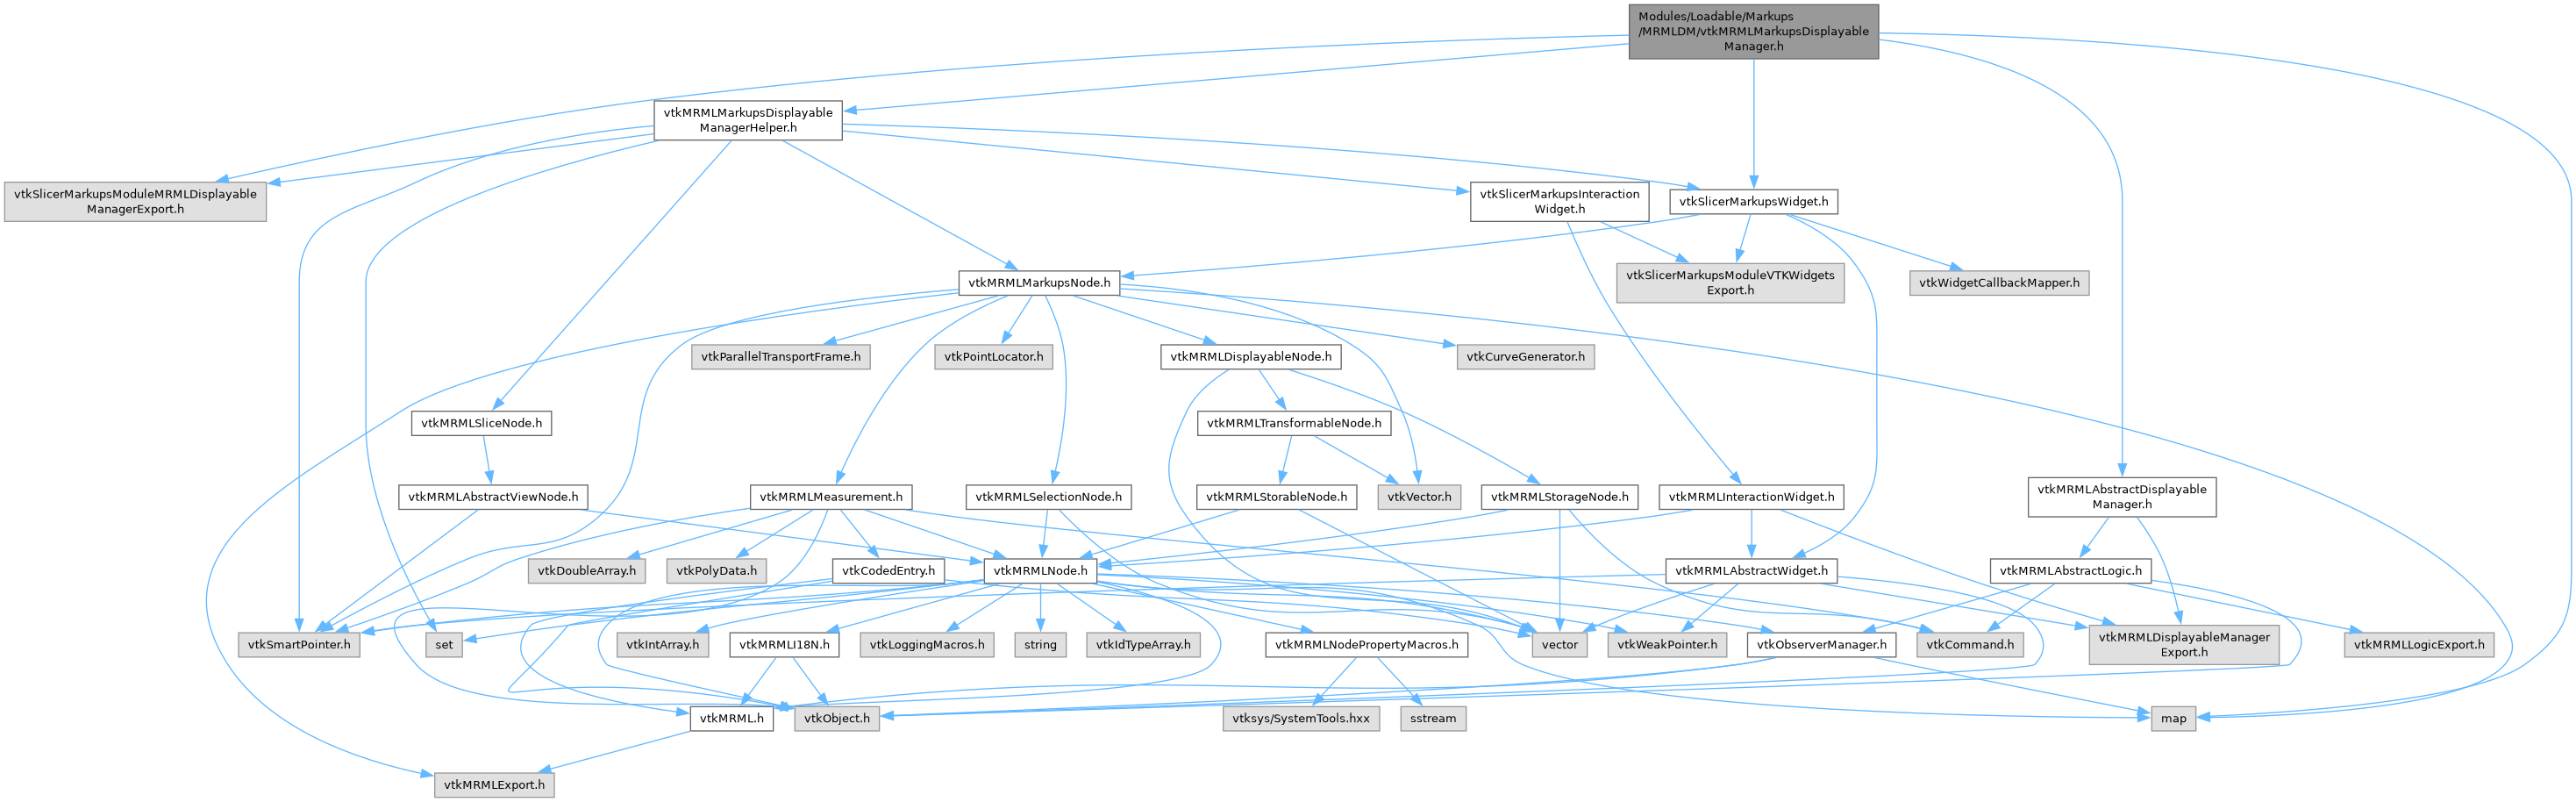 Modules/Loadable/Markups
/MRMLDM/vtkMRMLMarkupsDisplayable
Manager.h
vtkMRMLMarkupsDisplayable
ManagerHelper.h
vtkSlicerMarkupsModuleMRMLDisplayable
ManagerExport.h
vtkSlicerMarkupsInteraction
Widget.h
vtkSlicerMarkupsWidget.h
vtkMRMLMarkupsNode.h
vtkSlicerMarkupsModuleVTKWidgets
Export.h
vtkWidgetCallbackMapper.h
vtkParallelTransportFrame.h
vtkPointLocator.h
vtkMRMLDisplayableNode.h
vtkCurveGenerator.h
vtkMRMLSliceNode.h
vtkMRMLTransformableNode.h
vtkMRMLAbstractViewNode.h
vtkMRMLMeasurement.h
vtkMRMLSelectionNode.h
vtkMRMLStorableNode.h
vtkVector.h
vtkMRMLStorageNode.h
vtkMRMLInteractionWidget.h
vtkMRMLAbstractDisplayable
Manager.h
vtkDoubleArray.h
vtkPolyData.h
vtkCodedEntry.h
vtkMRMLNode.h
vtkMRMLAbstractWidget.h
vtkMRMLAbstractLogic.h
vtkSmartPointer.h
set
vtkIntArray.h
vtkMRMLI18N.h
vtkLoggingMacros.h
string
vtkIdTypeArray.h
vtkMRMLNodePropertyMacros.h
vector
vtkWeakPointer.h
vtkObserverManager.h
vtkCommand.h
vtkMRMLDisplayableManager
Export.h
vtkMRMLLogicExport.h
vtkMRML.h
vtkObject.h
vtksys/SystemTools.hxx
sstream
map
vtkMRMLExport.h